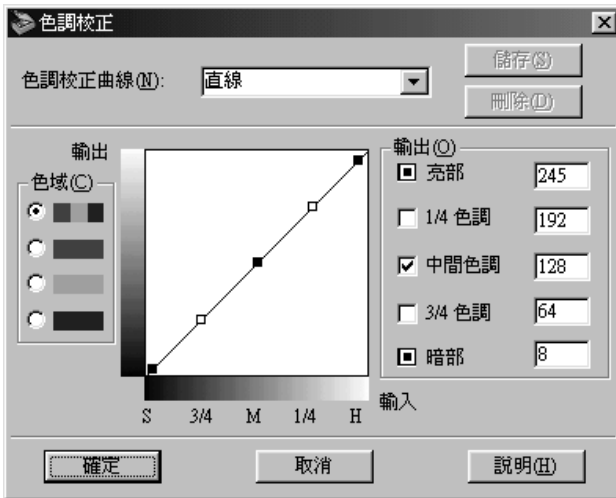 色調校正
色調校正曲線(N):
直線
儲存(S)
刪除(D)
輸出
色域(C)
輸出(O)
亮部 245
1/4 色調 192
中間色調 128
3/4 色調 64
暗部 8
S 3/4 M 1/4 H
輸入
確定
取消
說明(H)